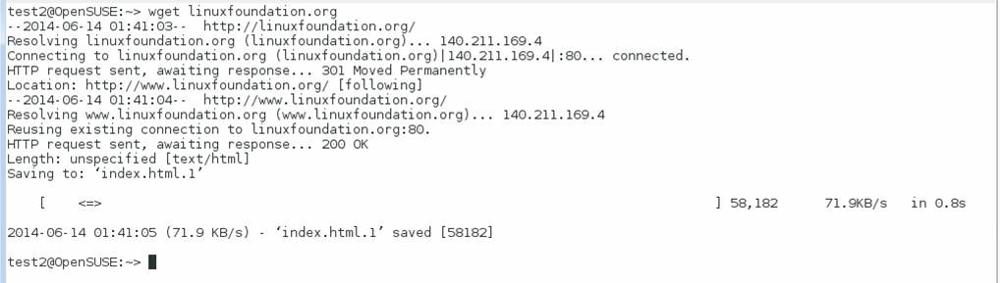 test2@OpenSUSE:~> wget linuxfoundation.org
--2014-06-14 01:41:03--  http://linuxfoundation.org/
Resolving linuxfoundation.org (linuxfoundation.org)... 140.211.169.4
Connecting to linuxfoundation.org (linuxfoundation.org)|140.211.169.4|:80... connected.
HTTP request sent, awaiting response... 301 Moved Permanently
Location: http://www.linuxfoundation.org/ [following]
--2014-06-14 01:41:04--  http://www.linuxfoundation.org/
Resolving www.linuxfoundation.org (www.linuxfoundation.org)... 140.211.169.4
Reusing existing connection to linuxfoundation.org:80.
HTTP request sent, awaiting response... 200 OK
Length: unspecified [text/html]
Saving to: ‘index.html.1’
[    <=>                                                                              ] 58,182      71.9KB/s   in 0.8s
2014-06-14 01:41:05 (71.9 KB/s) - ‘index.html.1’ saved [58182]
test2@OpenSUSE:~>